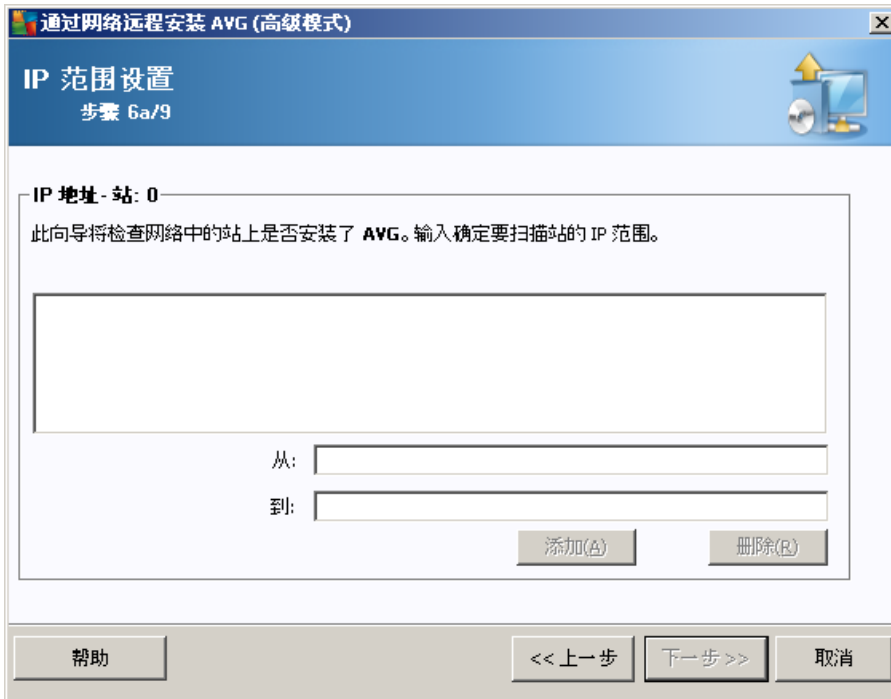 通过网络远程安装 AVG (高级模式)
IP 范围设置
步骤 6a/9
IP 地址 - 站: 0
此向导将检查网络中的站上是否安装了 AVG。输入确定要扫描站的 IP 范围。
从:
到:
添加(A) 删除(R)
帮助 << 上一步 下一步 >> 取消